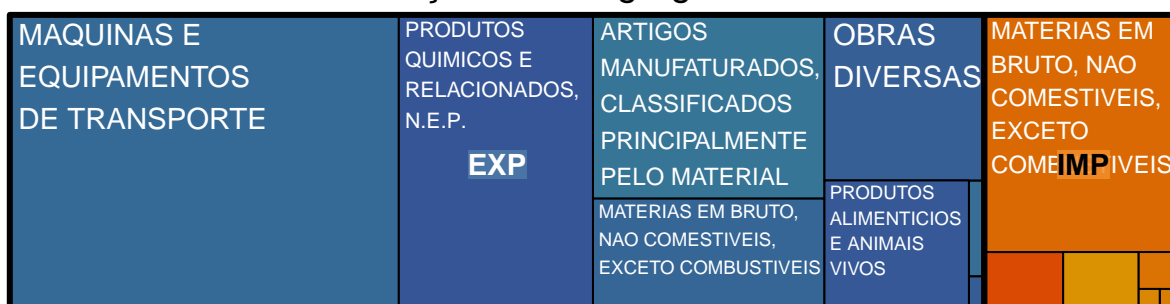 MAQUINAS E
EQUIPAMENTOS
DE TRANSPORTE
PRODUTOS
QUIMICOS E
RELACIONADOS,
N.E.P.
EXP
ARTIGOS
MANUFATURADOS,
CLASSIFICADOS
PRINCIPALMENTE
PELO MATERIAL
MATERIAS EM BRUTO,
NAO COMESTIVEIS,
EXCETO COMBUSTIVEIS
OBRAS
DIVERSAS
PRODUTOS
ALIMENTICIOS
E ANIMAIS
VIVOS
MATERIAS EM
BRUTO, NAO
COMESTIVEIS,
EXCETO
IMP